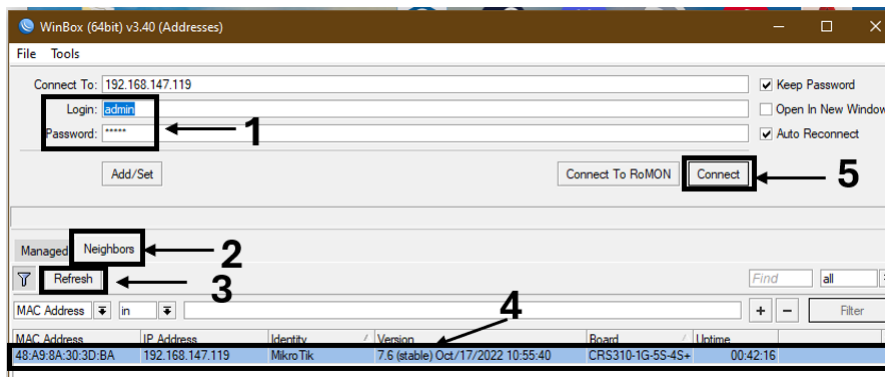 WinBox (64bit) v3.40 (Addresses)
File Tools
Connect To: 192.168.147.119
Keep Password
Login: admin
Open In New Window
Password: *****
Auto Reconnect
1
Add/Set
Connect To RoMON
Connect
5
Managed
Neighbors
2
Refresh
3
Find
all
MAC Address
in
4
+
-
Filter
MAC Address IP Address Identity / Version Board / Uptime
48:A9:8A:30:3D:BA 192.168.147.119 MikroTik 7.6 (stable) Oct/17/2022 10:55:40 CRS310-1G-5S-4S+ 00:42:16